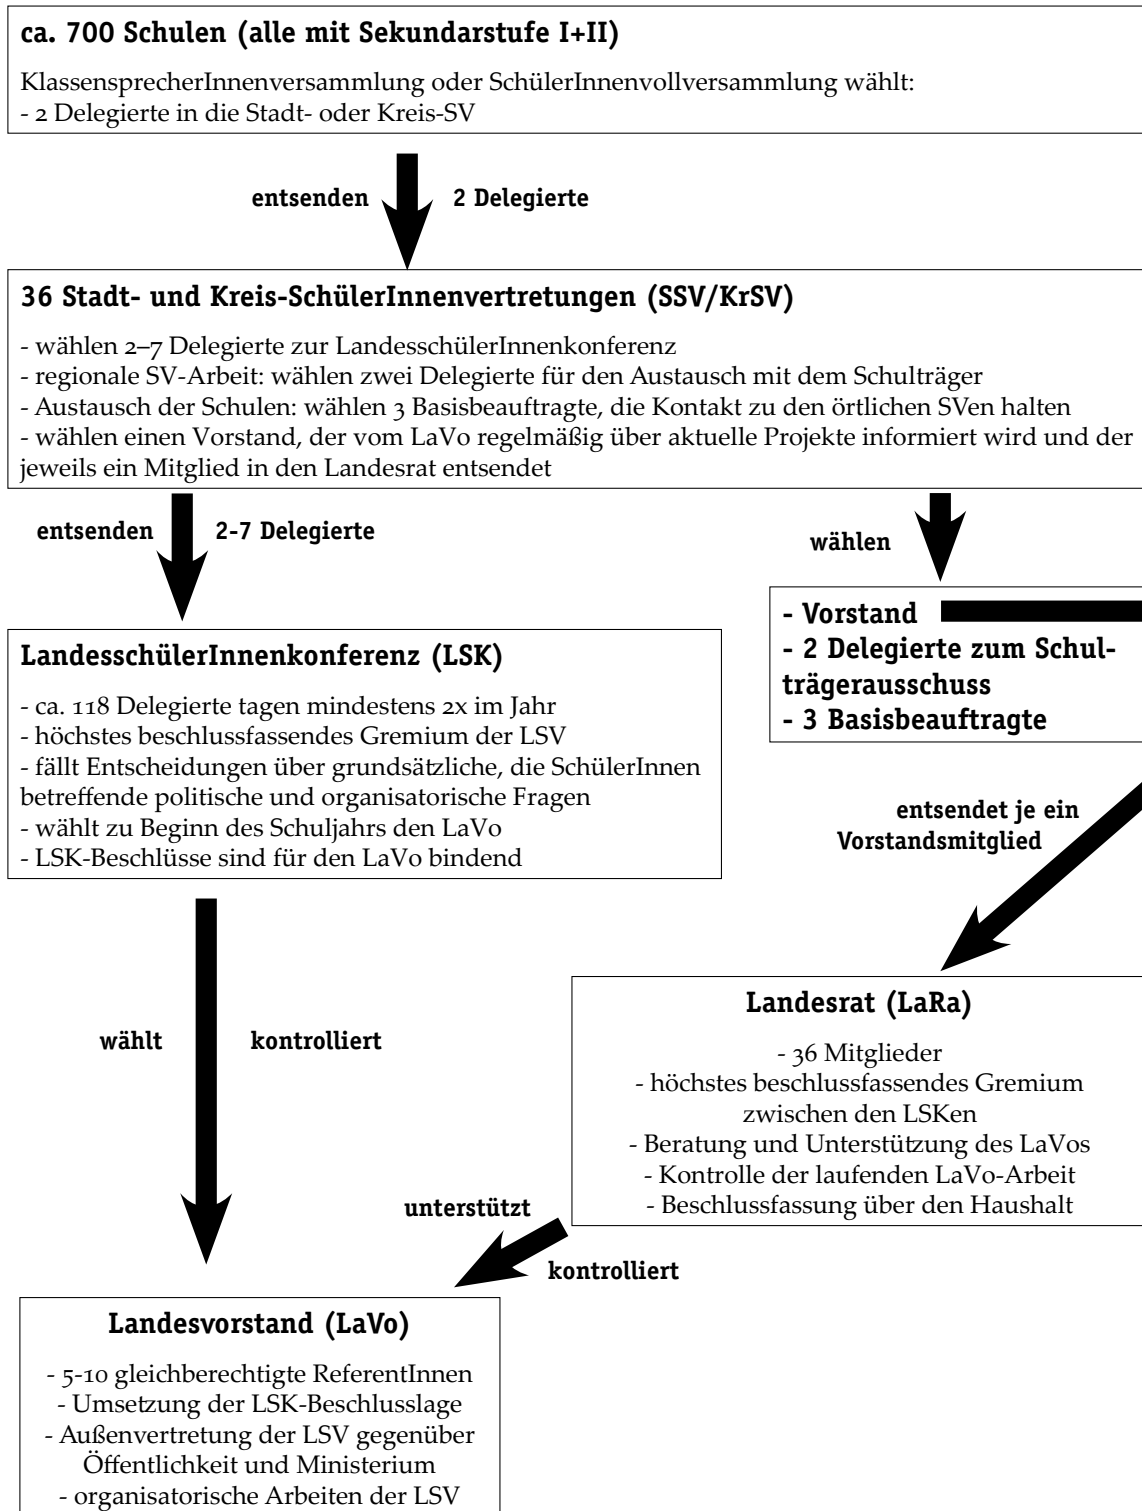 ca. 700 Schulen (alle mit Sekundarstufe I+II)
KlassensprecherInnenversammlung oder SchülerInnenvollversammlung wählt:
- 2 Delegierte in die Stadt- oder Kreis-SV
entsenden 2 Delegierte
36 Stadt- und Kreis-SchülerInnenvertretungen (SSV/KrSV)
- wählen 2–7 Delegierte zur LandesschülerInnenkonferenz
- regionale SV-Arbeit: wählen zwei Delegierte für den Austausch mit dem Schulträger
- Austausch der Schulen: wählen 3 Basisbeauftragte, die Kontakt zu den örtlichen SVen halten
- wählen einen Vorstand, der vom LaVo regelmäßig über aktuelle Projekte informiert wird und der
jeweils ein Mitglied in den Landesrat entsendet
entsenden 2-7 Delegierte
wählen
- Vorstand
- 2 Delegierte zum Schul-
trägerausschuss
- 3 Basisbeauftragte
LandesschülerInnenkonferenz (LSK)
- ca. 118 Delegierte tagen mindestens 2x im Jahr
- höchstes beschlussfassendes Gremium der LSV
- fällt Entscheidungen über grundsätzliche, die SchülerInnen
betreffende politische und organisatorische Fragen
- wählt zu Beginn des Schuljahrs den LaVo
- LSK-Beschlüsse sind für den LaVo bindend
entsendet je ein
Vorstandsmitglied
wählt kontrolliert
Landesrat (LaRa)
- 36 Mitglieder
- höchstes beschlussfassendes Gremium
zwischen den LSKen
- Beratung und Unterstützung des LaVos
- Kontrolle der laufenden LaVo-Arbeit
- Beschlussfassung über den Haushalt
unterstützt
kontrolliert
Landesvorstand (LaVo)
- 5-10 gleichberechtigte ReferentInnen
- Umsetzung der LSK-Beschlusslage
- Außenvertretung der LSV gegenüber
Öffentlichkeit und Ministerium
- organisatorische Arbeiten der LSV